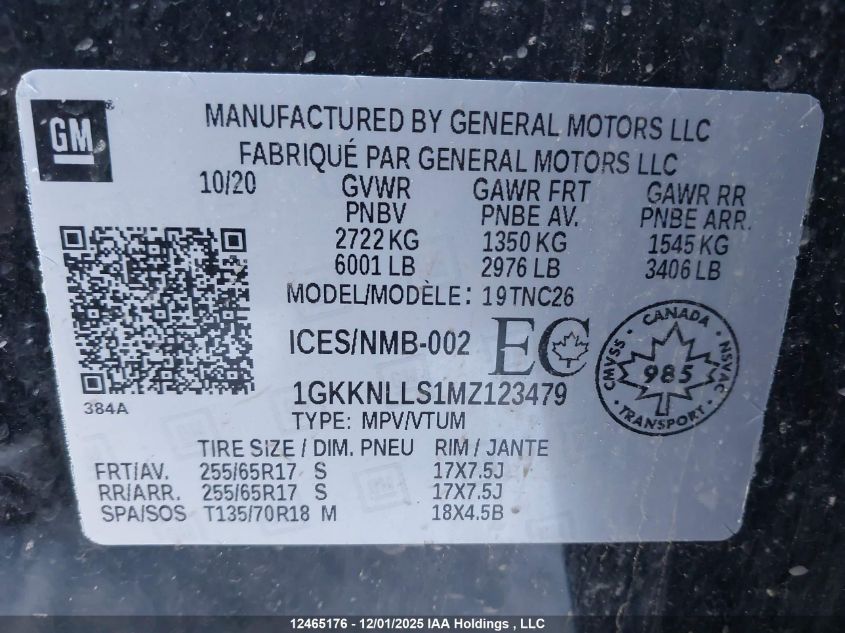 GM
MANUFACTURED BY GENERAL MOTORS LLC
FABRIQUÉ PAR GENERAL MOTORS LLC
10/20 GVWR GAWR FRT GAWR RR
PNBV PNBE AV. PNBE ARR.
2722 KG 1350 KG 1545 KG
6001 LB 2976 LB 3406 LB
MODEL/MODÈLE: 19TNC26
ICES/NMB-002 EC
CANADA
CMVSS 985 NSVAC
TRANSPORT
1GKKNLLS1MZ123479
384A
TYPE: MPV/VTUM
TIRE SIZE / DIM. PNEU RIM / JANTE
FRT/AV. 255/65R17 S 17X7.5J
RR/ARR. 255/65R17 S 17X7.5J
SPA/SOS T135/70R18 M 18X4.5B
12465176 - 12/01/2025 IAA Holdings , LLC